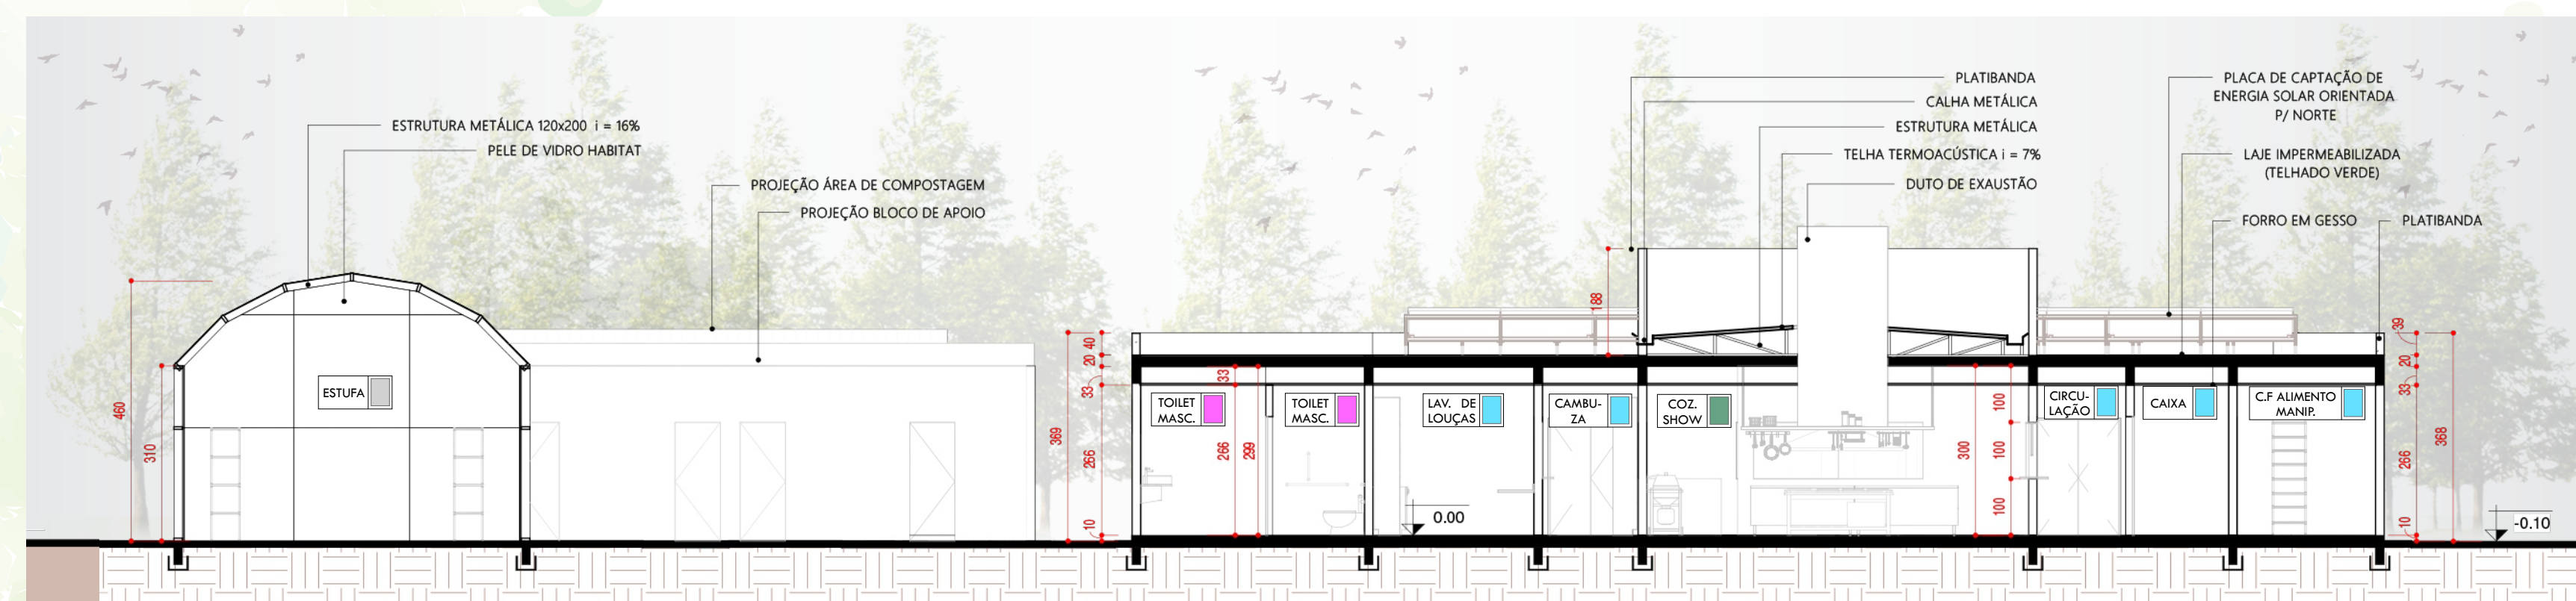 ESTRUTURA METÁLICA 120x200 i = 16%
PELE DE VIDRO HABITAT
PROJEÇÃO ÁREA DE COMPOSTAGEM
PROJEÇÃO BLOCO DE APOIO
PLATIBANDA
CALHA METÁLICA
ESTRUTURA METÁLICA
TELHA TERMOACÚSTICA i = 7%
DUTO DE EXAUSTÃO
PLACA DE CAPTAÇÃO DE
ENERGIA SOLAR ORIENTADA
P/ NORTE
LAJE IMPERMEABILIZADA
(TELHADO VERDE)
FORRO EM GESSO
PLATIBANDA
460
310
ESTUFA
369
40
20
33
266
10
TOILET
MASC.
33
266
299
TOILET
MASC.
LAV. DE
LOUÇAS
0.00
CAMBU-
ZA
188
COZ.
SHOW
300
100
100
100
CIRCU-
LAÇÃO
CAIXA
C.F ALIMENTO
MANIP.
39
20
33
266
10
368
-0.10